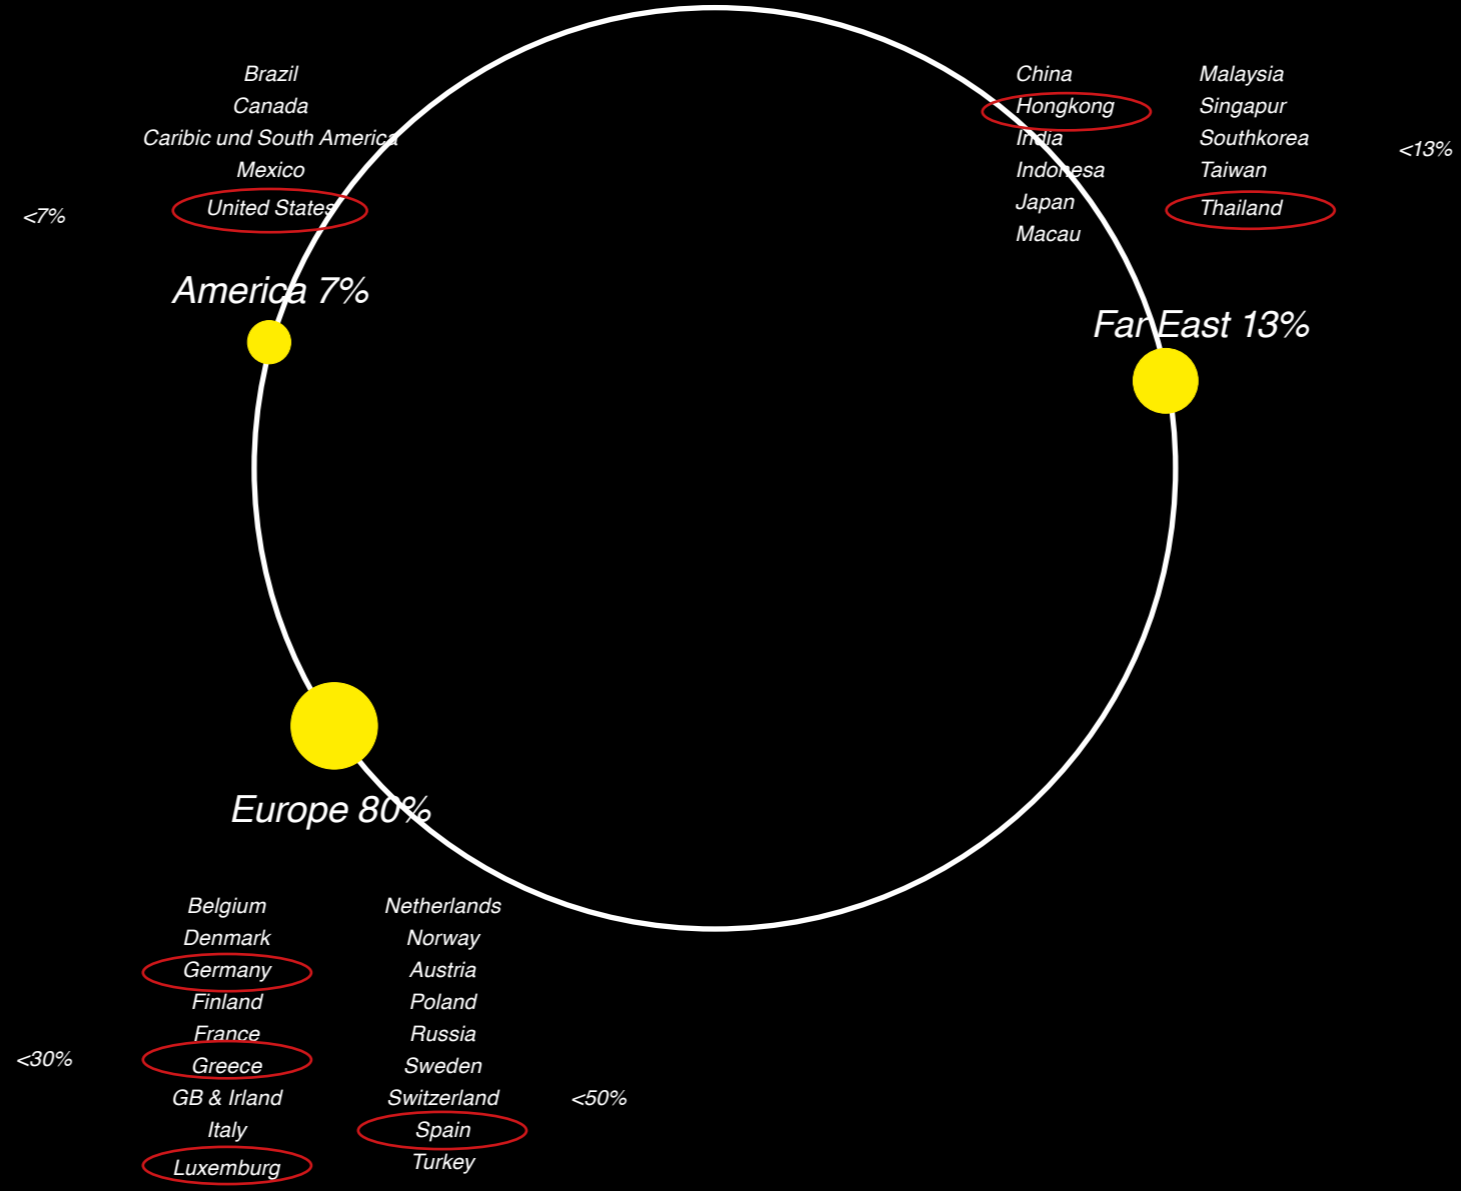 Brazil
Canada
Caribic und South America
Mexico
United States
<7%
America 7%
China
Hongkong
India
Indonesa
Japan
Macau
Malaysia
Singapur
Southkorea
Taiwan
Thailand
<13%
Far East 13%
Europe 80%
Belgium
Denmark
Germany
Finland
France
Greece
GB & Irland
Italy
Luxemburg
<30%
Netherlands
Norway
Austria
Poland
Russia
Sweden
Switzerland
Spain
Turkey
<50%